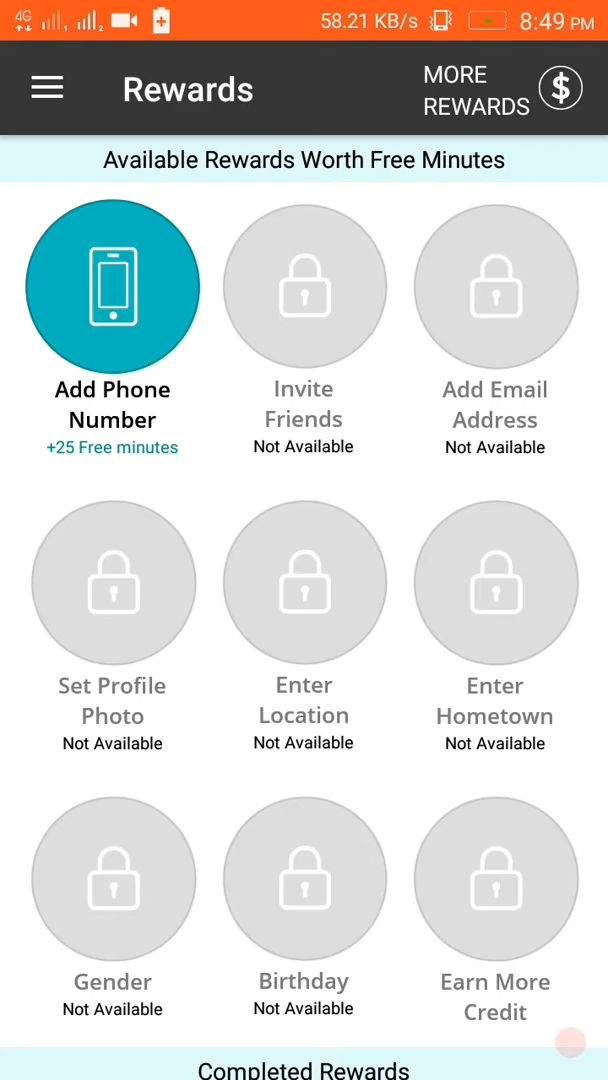 4G 58.21 KB/s 8:49 PM
Rewards
MORE
REWARDS
$
Available Rewards Worth Free Minutes
Add Phone
Number
+25 Free minutes
Invite
Friends
Not Available
Add Email
Address
Not Available
Set Profile
Photo
Not Available
Enter
Location
Not Available
Enter
Hometown
Not Available
Gender
Not Available
Birthday
Not Available
Earn More
Credit
Completed Rewards